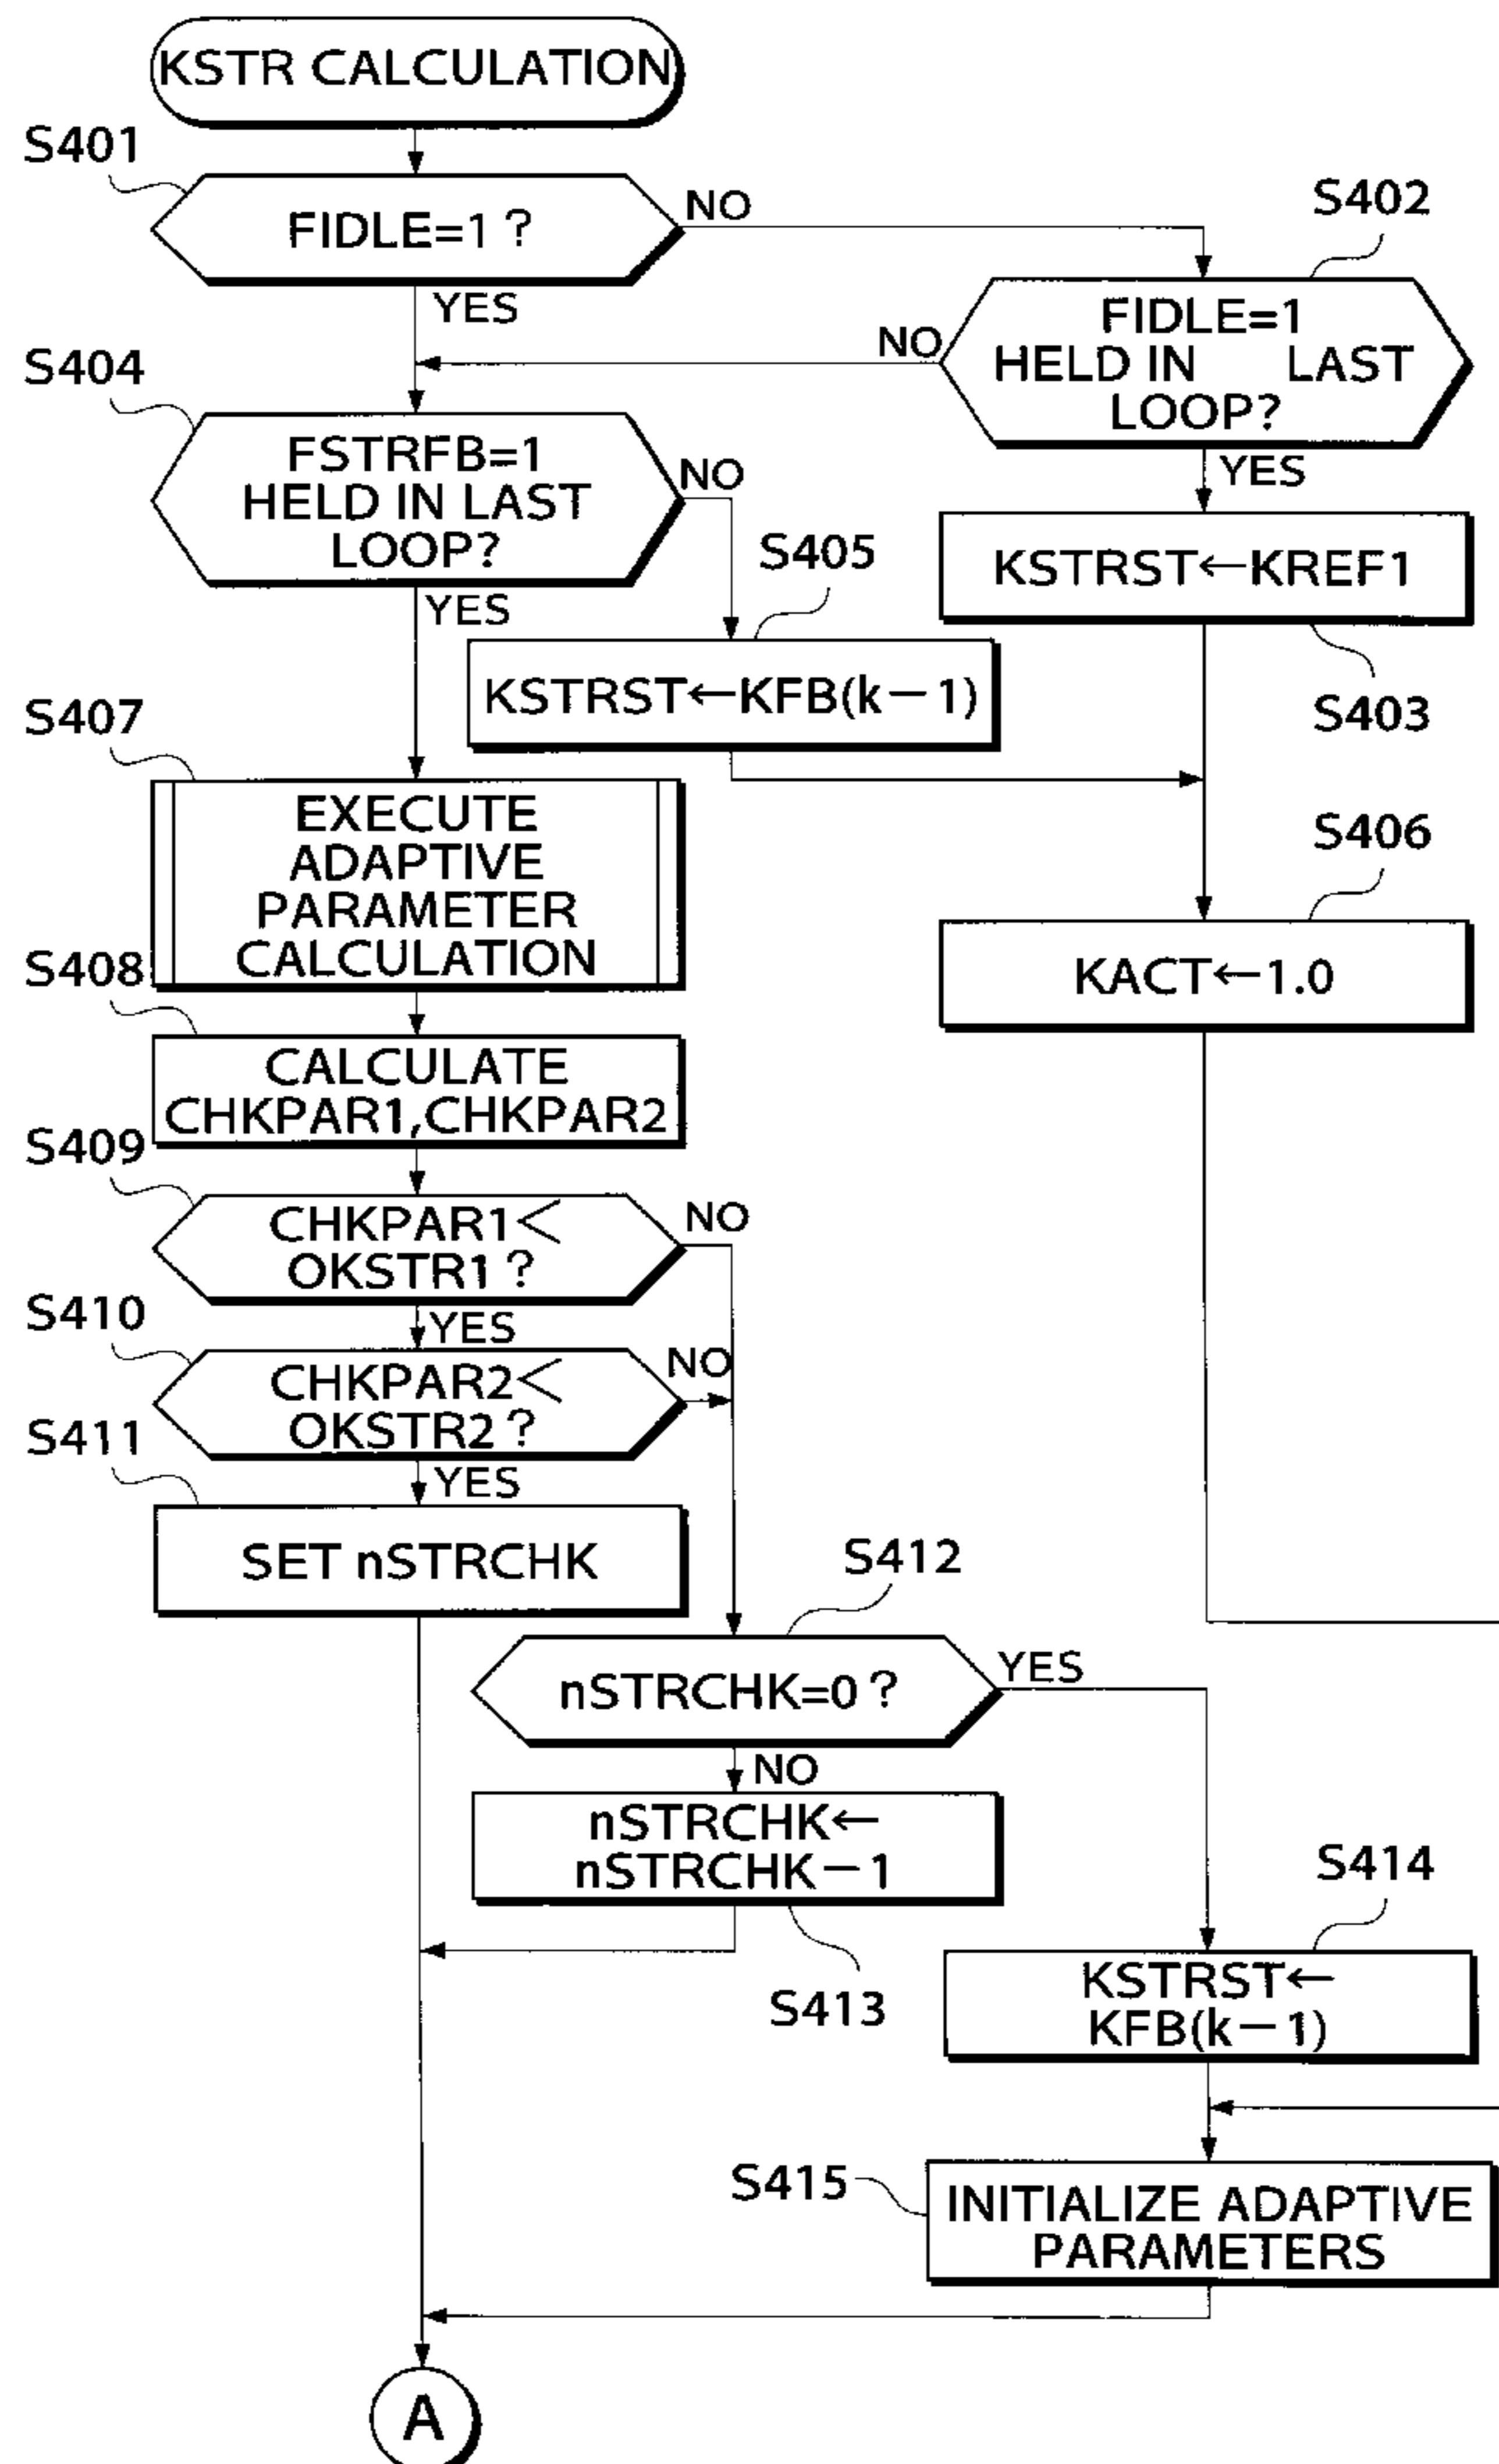 KSTR CALCULATION
S401
FIDLE=1?
NO
YES
S402
FIDLE=1
HELD IN LAST
LOOP?
NO
YES
S404
FSTRFB=1
HELD IN LAST
LOOP?
NO
YES
S405
KSTRST←KFB(k−1)
KSTRST←KREF1
S403
S407
EXECUTE
ADAPTIVE
PARAMETER
CALCULATION
S406
KACT←1.0
S408
CALCULATE
CHKPAR1,CHKPAR2
S409
CHKPAR1<
OKSTR1?
NO
YES
S410
CHKPAR2<
OKSTR2?
NO
YES
S411
SET nSTRCHK
S412
nSTRCHK=0?
YES
NO
nSTRCHK←
nSTRCHK−1
S413
S414
KSTRST←
KFB(k−1)
S415
INITIALIZE ADAPTIVE
PARAMETERS
A